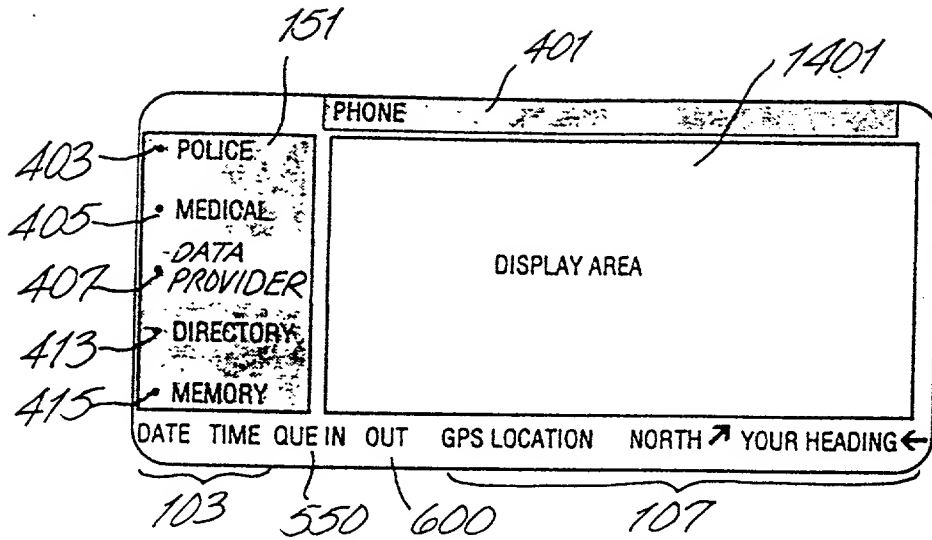 151
401
1401
PHONE
403
POLICE
405
MEDICAL
407
DATA
PROVIDER
DISPLAY AREA
413
DIRECTORY
415
MEMORY
DATE TIME QUE IN OUT GPS LOCATION NORTH ↗ YOUR HEADING ←
103 550 600 107